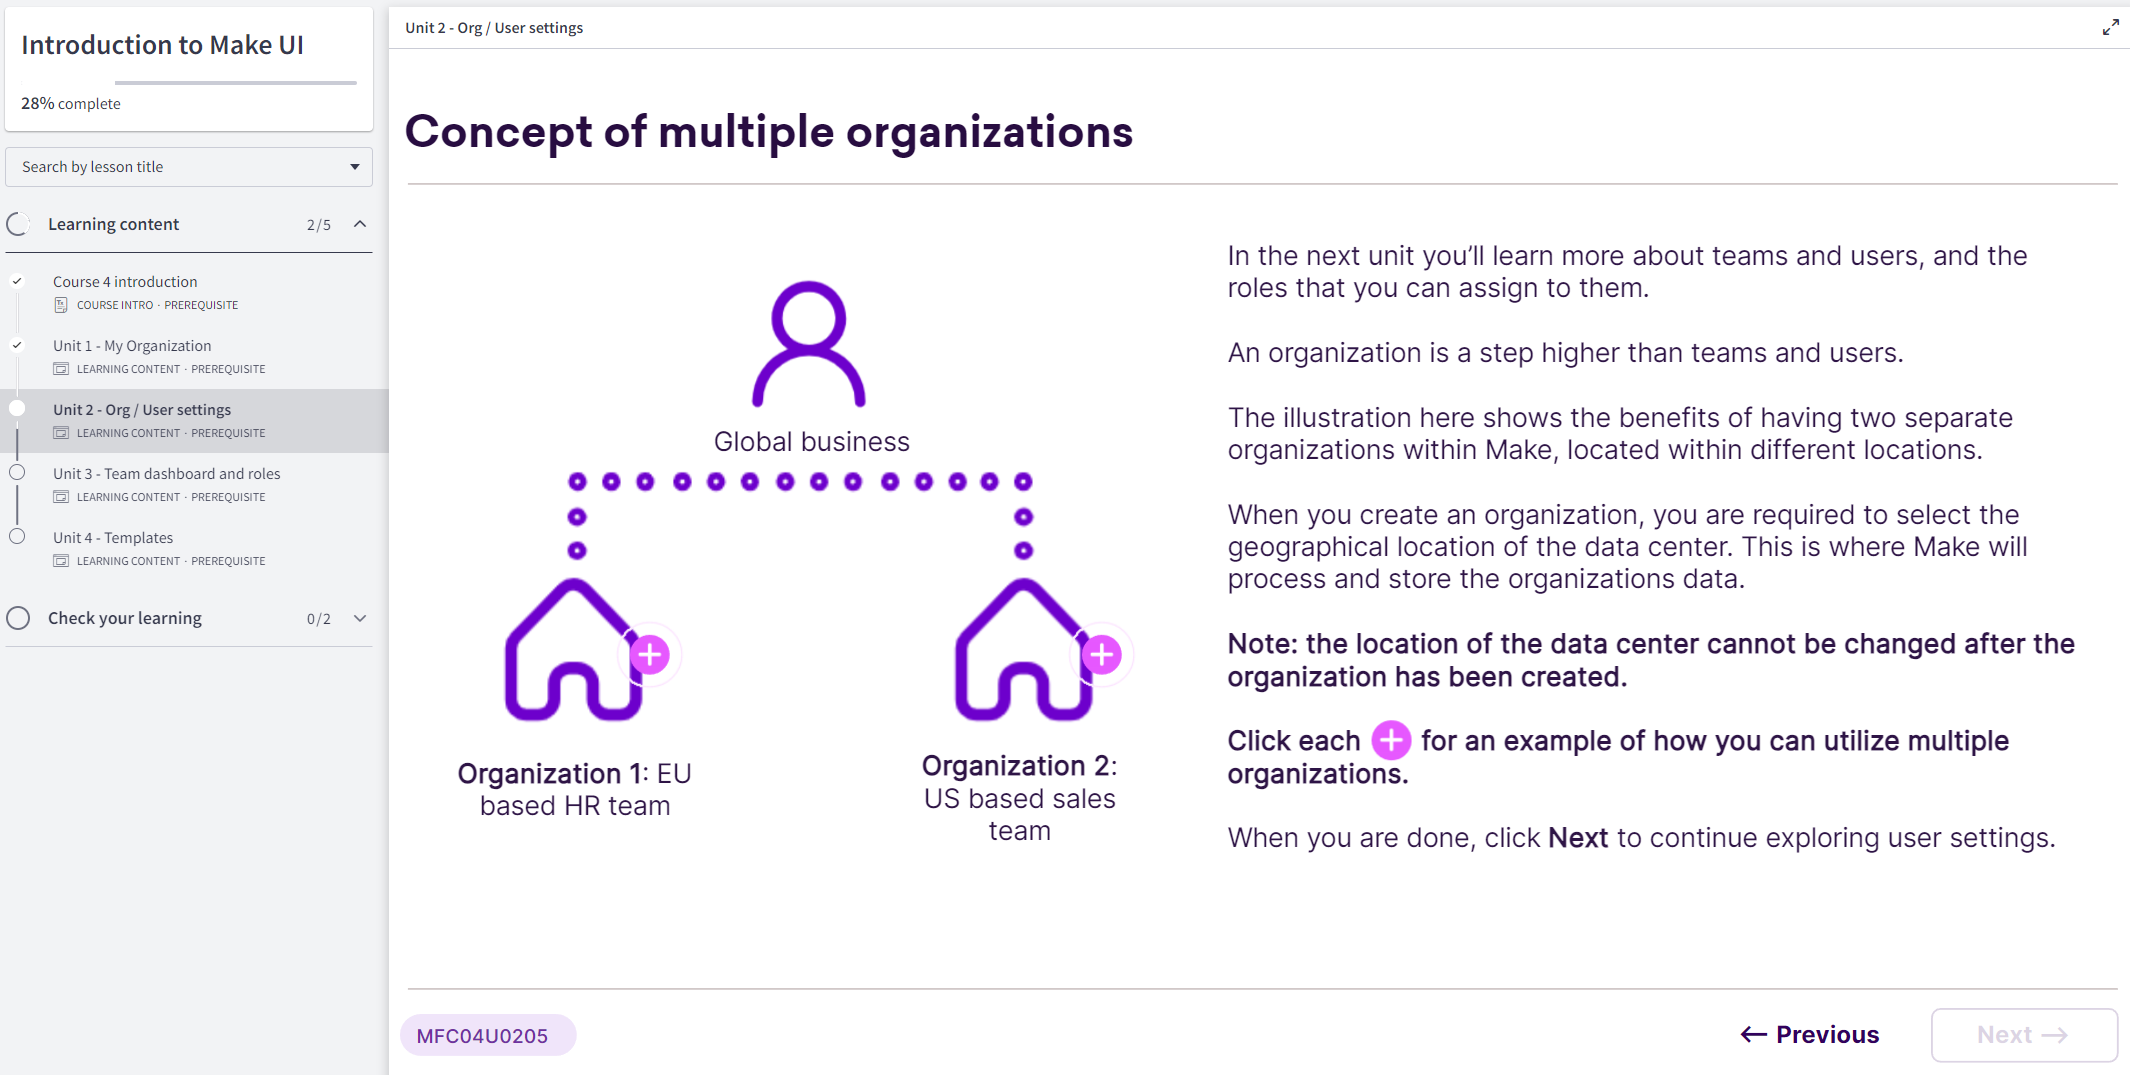 Introduction to Make UI
28% complete
Search by lesson title
Learning content 2/5
Course 4 introduction
COURSE INTRO · PREREQUISITE
Unit 1 - My Organization
LEARNING CONTENT · PREREQUISITE
Unit 2 - Org / User settings
LEARNING CONTENT · PREREQUISITE
Unit 3 - Team dashboard and roles
LEARNING CONTENT · PREREQUISITE
Unit 4 - Templates
LEARNING CONTENT · PREREQUISITE
Check your learning 0/2
Unit 2 - Org / User settings
Concept of multiple organizations
Global business
Organization 1: EU
based HR team
Organization 2:
US based sales
team
In the next unit you'll learn more about teams and users, and the
roles that you can assign to them.
An organization is a step higher than teams and users.
The illustration here shows the benefits of having two separate
organizations within Make, located within different locations.
When you create an organization, you are required to select the
geographical location of the data center. This is where Make will
process and store the organizations data.
Note: the location of the data center cannot be changed after the
organization has been created.
Click each + for an example of how you can utilize multiple
organizations.
When you are done, click Next to continue exploring user settings.
MFC04U0205
← Previous
Next →